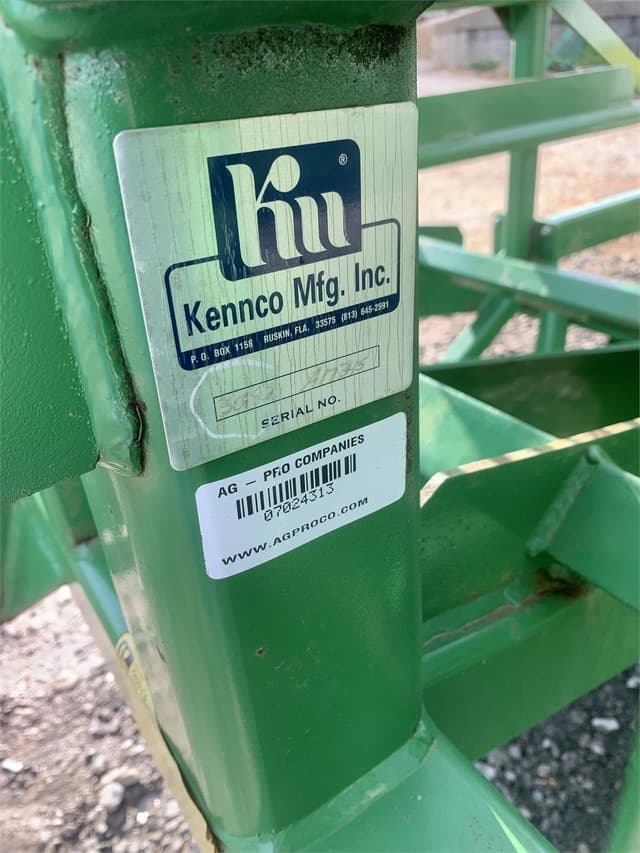 km ®
Kennco Mfg. Inc.
P. O. BOX 1158 RUSKIN, FLA. 33575 (813) 645-2591
SERIAL NO.
AG - PRO COMPANIES
07024313
WWW.AGPROCO.COM